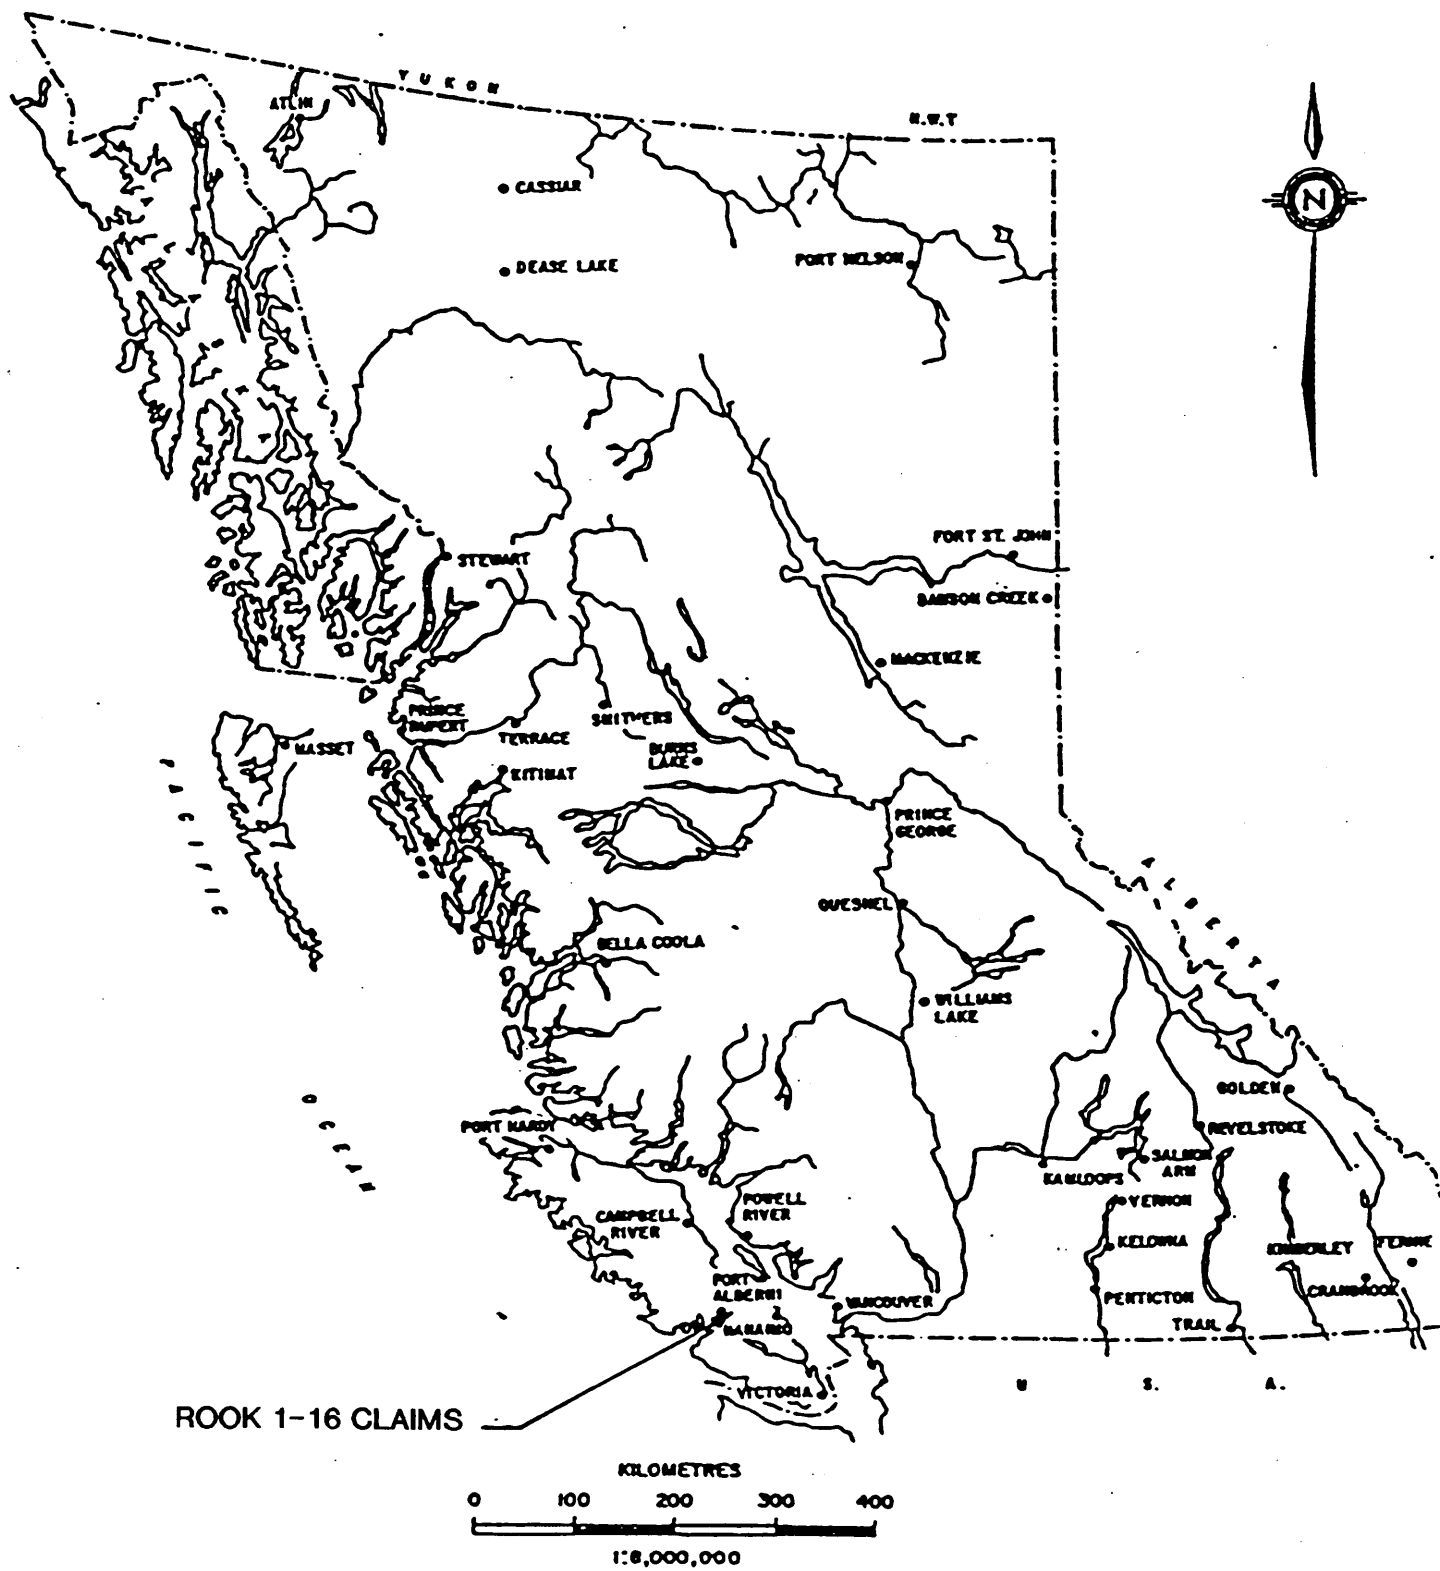 YUKON
N.W.T
ATLIN
CASSIAR
DEASE LAKE
FORT NELSON
N
FORT ST. JOHN
STEWART
DAWSON CREEK
MACKENZIE
PRINCE
RUPERT
SMITHERS
TERRACE
MASSET
BURNS
LAKE
KITIMAT
PACIFIC
PRINCE
GEORGE
ALBERTA
QUESNEL
BELLA COOLA
WILLIAMS
LAKE
GOLDEN
OCEAN
PORT HARDY
REVELSTOKE
SALMON
ARM
KAMLOOPS
POWELL
RIVER
VERNON
CAMPBELL
RIVER
KELOWNA
KIMBERLEY
FERNIE
PORT
ALBERNI
CRANBROOK
PENTICTON
VANCOUVER
TRAIL
NANAIMO
U S. A.
VICTORIA
ROOK 1-16 CLAIMS
KILOMETRES
0 100 200 300 400
1:8,000,000